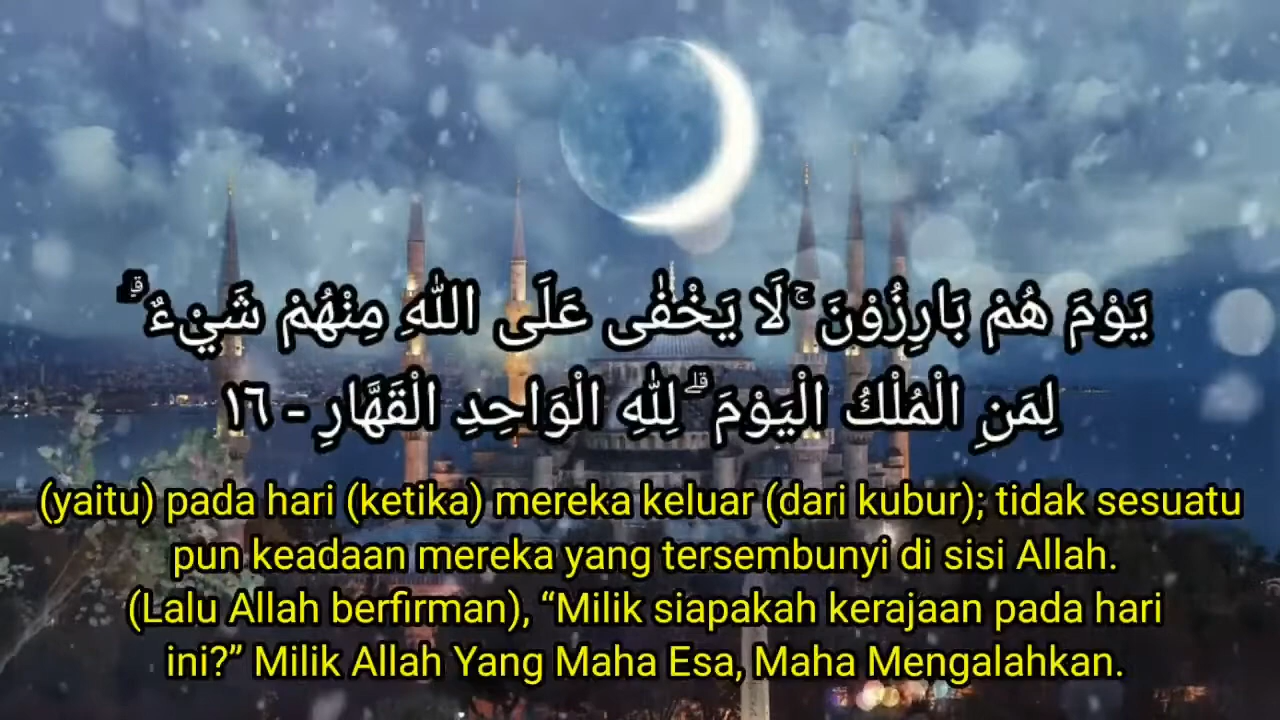 يَوْمَ هُمْ بَارِزُوْنَ ۚ لَا يَخْفٰى عَلَى اللّٰهِ مِنْهُمْ شَيْءٌ ۗ
لِمَنِ الْمُلْكُ الْيَوْمَ ۗ لِلّٰهِ الْوَاحِدِ الْقَهَّارِ - ١٦
(yaitu) pada hari (ketika) mereka keluar (dari kubur); tidak sesuatu
pun keadaan mereka yang tersembunyi di sisi Allah.
(Lalu Allah berfirman), “Milik siapakah kerajaan pada hari
ini?” Milik Allah Yang Maha Esa, Maha Mengalahkan.